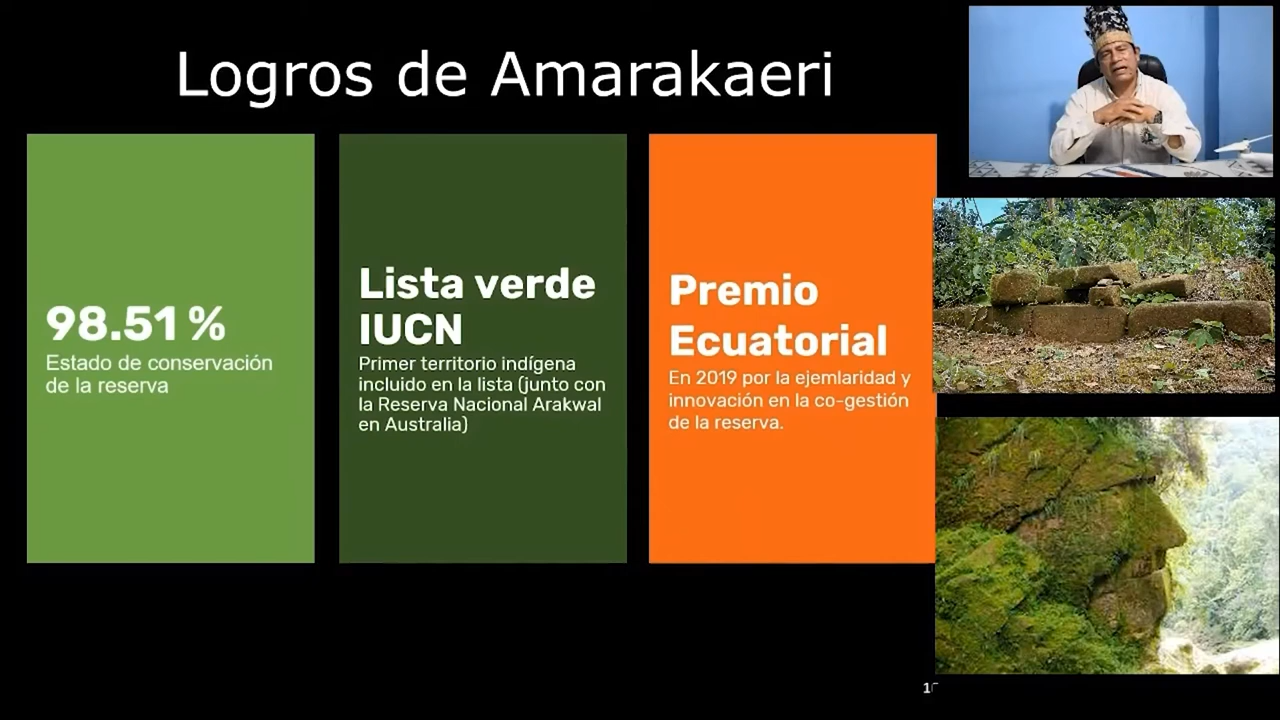 Logros de Amarakaeri
98.51 %
Estado de conservación
de la reserva
Lista verde
IUCN
Primer territorio indígena
incluido en la lista (junto con
la Reserva Nacional Arakwal
en Australia)
Premio
Ecuatorial
En 2019 por la ejemlaridad y
innovación en la co-gestión
de la reserva.